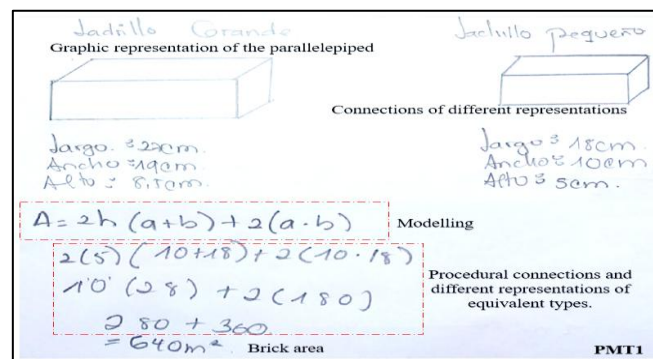 Ladrillo Grande
Ladrillo pequeño
Graphic representation of the parallelepiped
Connections of different representations
Largo = cm.
Ancho = 19cm
Alto = 8,5cm.
Largo = 18cm.
Ancho = 10cm
Alto = 5cm.
A = 2h (a+b) + 2(a·b)
Modelling
2(5) (10+18) + 2(10·18)
10 (28) + 2(180)
280 + 360
= 640m².
Procedural connections and
different representations of
equivalent types.
Brick area
PMT1